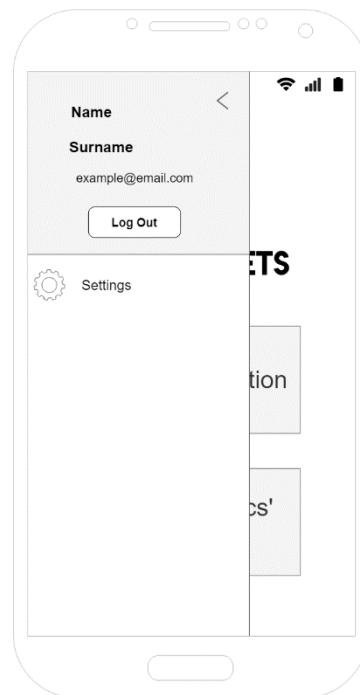 Name
Surname
example@email.com
Log Out
Settings
ETS
tion
cs'